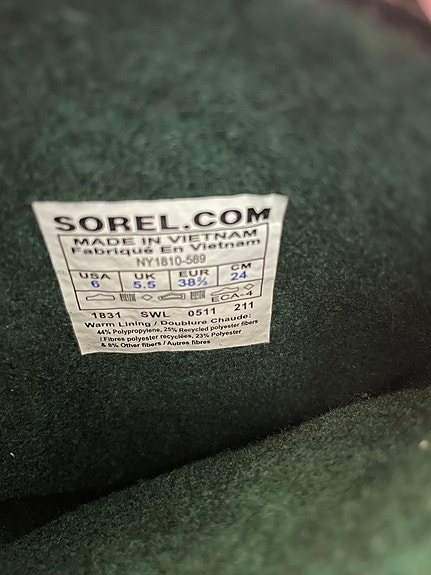 SOREL.COM
MADE IN VIETNAM
Fabriqué En Vietnam
NY1810-589
USA UK EUR CM
6 5.5 38⅔ 24
ECA-4
1831 SWL 0511 211
Warm Lining / Doublure Chaude:
44% Polypropylene, 25% Recycled polyester fibers
/ Fibres polyester recyclées, 23% Polyester
& 8% Other fibers / Autres fibres